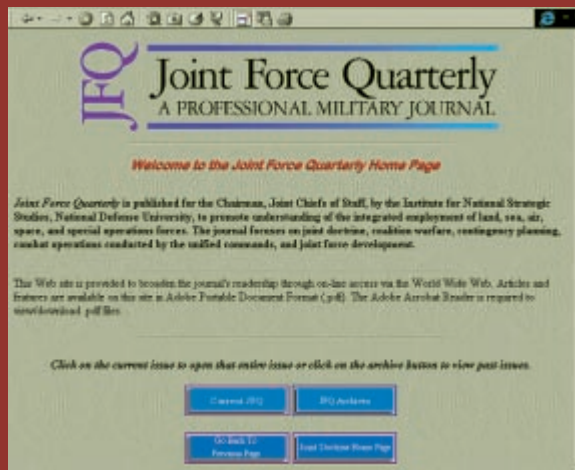 JFQ
Joint Force Quarterly
A PROFESSIONAL MILITARY JOURNAL
Welcome to the Joint Force Quarterly Home Page
Joint Force Quarterly is published for the Chairman, Joint Chiefs of Staff, by the Institute for National Strategic
Studies, National Defense University, to promote understanding of the integrated employment of land, sea, air,
space, and special operations forces. The journal focuses on joint doctrine, coalition warfare, contingency planning,
combat operations conducted by the unified commands, and joint force development.
This Web site is provided to broaden the journal's readership through on-line access via the World Wide Web. Articles and
features are available on this site in Adobe Portable Document Format (.pdf). The Adobe Acrobat Reader is required to
view/download .pdf files.
Click on the current issue to open that entire issue or click on the archive button to view past issues.
Current JFQ
JFQ Archives
Go Back To
Previous Page
Joint Doctrine Home Page